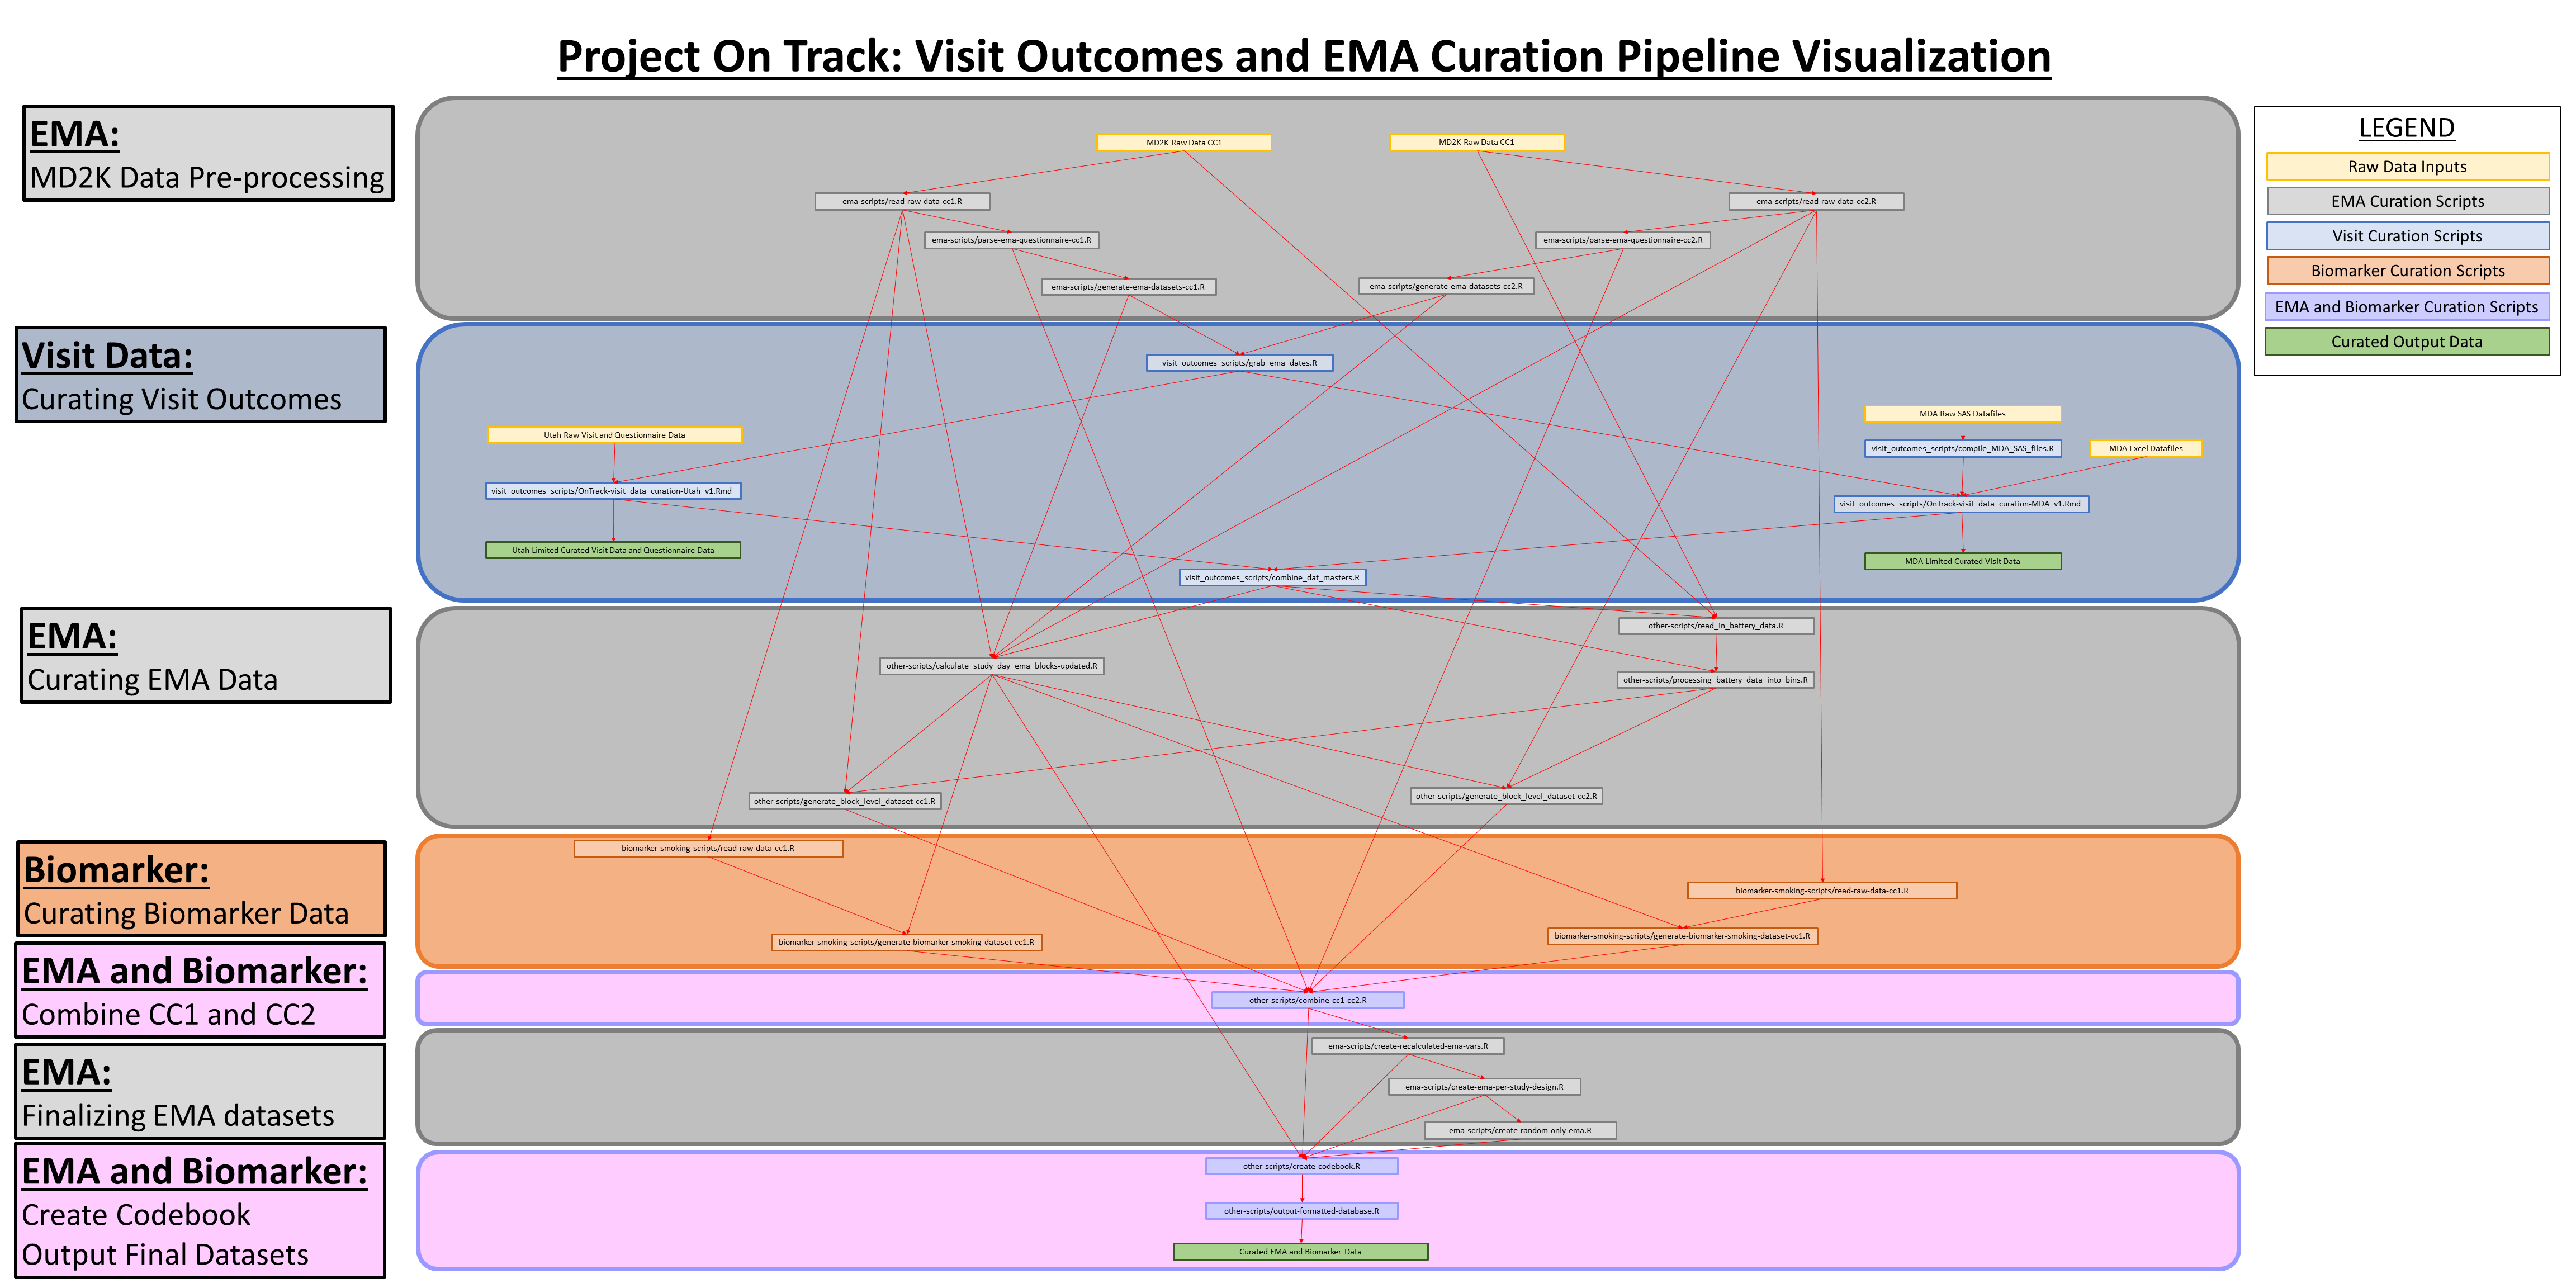 Project On Track: Visit Outcomes and EMA Curation Pipeline Visualization
EMA:
MD2K Data Pre-processing
MD2K Raw Data CC1
MD2K Raw Data CC1
ema-scripts/read-raw-data-cc1.R
ema-scripts/read-raw-data-cc2.R
ema-scripts/parse-ema-questionnaire-cc1.R
ema-scripts/parse-ema-questionnaire-cc2.R
ema-scripts/generate-ema-datasets-cc1.R
ema-scripts/generate-ema-datasets-cc2.R
LEGEND
Raw Data Inputs
EMA Curation Scripts
Visit Curation Scripts
Biomarker Curation Scripts
EMA and Biomarker Curation Scripts
Curated Output Data
Visit Data:
Curating Visit Outcomes
visit_outcomes_scripts/grab_ema_dates.R
MDA Raw SAS Datafiles
Utah Raw Visit and Questionnaire Data
visit_outcomes_scripts/compile_MDA_SAS_files.R
MDA Excel Datafiles
visit_outcomes_scripts/OnTrack-visit_data_curation-Utah_v1.Rmd
visit_outcomes_scripts/OnTrack-visit_data_curation-MDA_v1.Rmd
Utah Limited Curated Visit Data and Questionnaire Data
MDA Limited Curated Visit Data
visit_outcomes_scripts/combine_dat_masters.R
EMA:
Curating EMA Data
other-scripts/read_in_battery_data.R
other-scripts/calculate_study_day_ema_blocks-updated.R
other-scripts/processing_battery_data_into_bins.R
other-scripts/generate_block_level_dataset-cc1.R
other-scripts/generate_block_level_dataset-cc2.R
Biomarker:
Curating Biomarker Data
biomarker-smoking-scripts/read-raw-data-cc1.R
biomarker-smoking-scripts/read-raw-data-cc1.R
biomarker-smoking-scripts/generate-biomarker-smoking-dataset-cc1.R
biomarker-smoking-scripts/generate-biomarker-smoking-dataset-cc1.R
EMA and Biomarker:
Combine CC1 and CC2
other-scripts/combine-cc1-cc2.R
EMA:
Finalizing EMA datasets
ema-scripts/create-recalculated-ema-vars.R
ema-scripts/create-ema-per-study-design.R
ema-scripts/create-random-only-ema.R
EMA and Biomarker:
Create Codebook
Output Final Datasets
other-scripts/create-codebook.R
other-scripts/output-formatted-database.R
Curated EMA and Biomarker Data